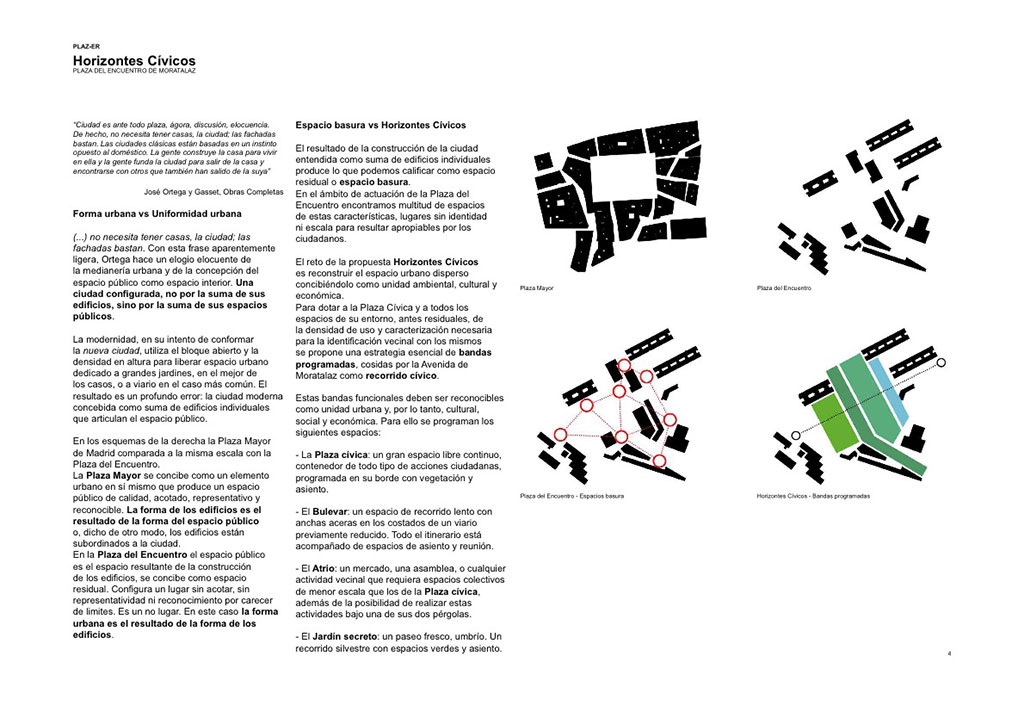 PLAZ-ER
Horizontes Cívicos
PLAZA DEL ENCUENTRO DE MORATALAZ
“Ciudad es ante todo plaza, ágora, discusión, elocuencia.
De hecho, no necesita tener casas, la ciudad; las fachadas
bastan. Las ciudades clásicas están basadas en un instinto
opuesto al doméstico. La gente construye la casa para vivir
en ella y la gente funda la ciudad para salir de la casa y
encontrarse con otros que también han salido de la suya”
José Ortega y Gasset, Obras Completas
Forma urbana vs Uniformidad urbana
(...) no necesita tener casas, la ciudad; las
fachadas bastan. Con esta frase aparentemente
ligera, Ortega hace un elogio elocuente de
la medianería urbana y de la concepción del
espacio público como espacio interior. Una
ciudad configurada, no por la suma de sus
edificios, sino por la suma de sus espacios
públicos.
La modernidad, en su intento de conformar
la nueva ciudad, utiliza el bloque abierto y la
densidad en altura para liberar espacio urbano
dedicado a grandes jardines, en el mejor de
los casos, o a viario en el caso más común. El
resultado es un profundo error: la ciudad moderna
concebida como suma de edificios individuales
que articulan el espacio público.
En los esquemas de la derecha la Plaza Mayor
de Madrid comparada a la misma escala con la
Plaza del Encuentro.
La Plaza Mayor se concibe como un elemento
urbano en sí mismo que produce un espacio
público de calidad, acotado, representativo y
reconocible. La forma de los edificios es el
resultado de la forma del espacio público
o, dicho de otro modo, los edificios están
subordinados a la ciudad.
En la Plaza del Encuentro el espacio público
es el espacio resultante de la construcción
de los edificios, se concibe como espacio
residual. Configura un lugar sin acotar, sin
representatividad ni reconocimiento por carecer
de limites. Es un no lugar. En este caso la forma
urbana es el resultado de la forma de los
edificios.
Espacio basura vs Horizontes Cívicos
El resultado de la construcción de la ciudad
entendida como suma de edificios individuales
produce lo que podemos calificar como espacio
residual o espacio basura.
En el ámbito de actuación de la Plaza del
Encuentro encontramos multitud de espacios
de estas características, lugares sin identidad
ni escala para resultar apropiables por los
ciudadanos.
El reto de la propuesta Horizontes Cívicos
es reconstruir el espacio urbano disperso
concibiéndolo como unidad ambiental, cultural y
económica.
Para dotar a la Plaza Cívica y a todos los
espacios de su entorno, antes residuales, de
la densidad de uso y caracterización necesaria
para la identificación vecinal con los mismos
se propone una estrategia esencial de bandas
programadas, cosidas por la Avenida de
Moratalaz como recorrido cívico.
Estas bandas funcionales deben ser reconocibles
como unidad urbana y, por lo tanto, cultural,
social y económica. Para ello se programan los
siguientes espacios:
- La Plaza cívica: un gran espacio libre continuo,
contenedor de todo tipo de acciones ciudadanas,
programada en su borde con vegetación y
asiento.
- El Bulevar: un espacio de recorrido lento con
anchas aceras en los costados de un viario
previamente reducido. Todo el itinerario está
acompañado de espacios de asiento y reunión.
- El Atrio: un mercado, una asamblea, o cualquier
actividad vecinal que requiera espacios colectivos
de menor escala que los de la Plaza cívica,
además de la posibilidad de realizar estas
actividades bajo una de sus dos pérgolas.
- El Jardín secreto: un paseo fresco, umbrío. Un
recorrido silvestre con espacios verdes y asiento.
Plaza Mayor
Plaza del Encuentro
Plaza del Encuentro - Espacios basura
Horizontes Cívicos - Bandas programadas
4